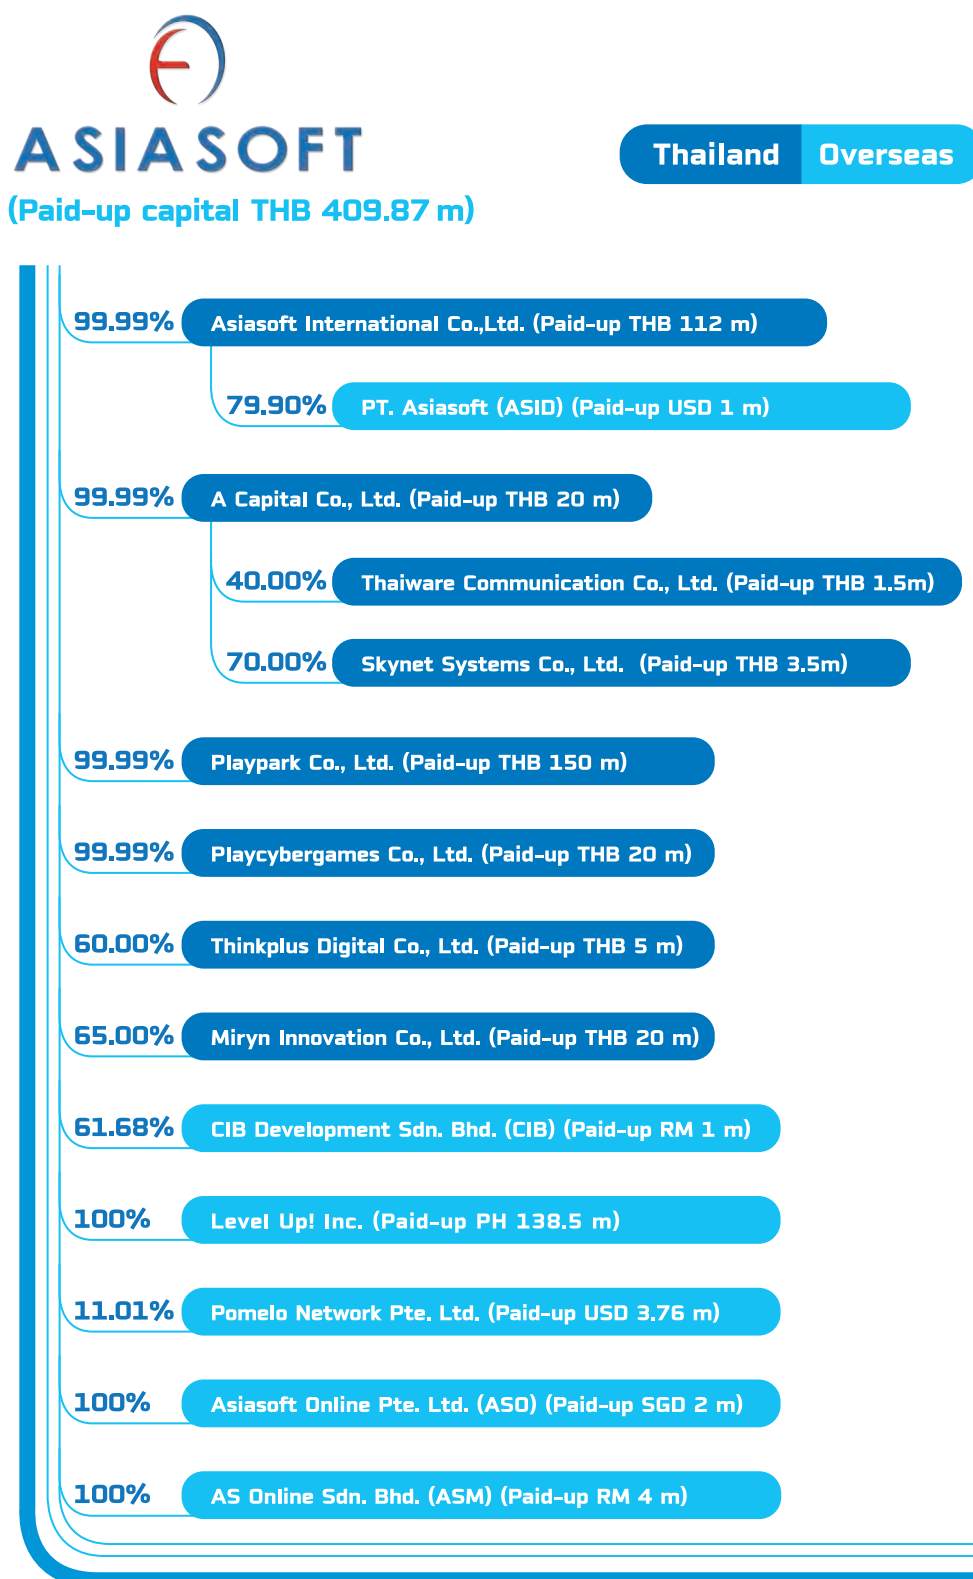 ASIASOFT
(Paid-up capital THB 409.87 m)
Thailand Overseas
99.99% Asiasoft International Co.,Ltd. (Paid-up THB 112 m)
79.90% PT. Asiasoft (ASID) (Paid-up USD 1 m)
99.99% A Capital Co., Ltd. (Paid-up THB 20 m)
40.00% Thaiware Communication Co., Ltd. (Paid-up THB 1.5m)
70.00% Skynet Systems Co., Ltd. (Paid-up THB 3.5m)
99.99% Playpark Co., Ltd. (Paid-up THB 150 m)
99.99% Playcybergames Co., Ltd. (Paid-up THB 20 m)
60.00% Thinkplus Digital Co., Ltd. (Paid-up THB 5 m)
65.00% Miryn Innovation Co., Ltd. (Paid-up THB 20 m)
61.68% CIB Development Sdn. Bhd. (CIB) (Paid-up RM 1 m)
100% Level Up! Inc. (Paid-up PH 138.5 m)
11.01% Pomelo Network Pte. Ltd. (Paid-up USD 3.76 m)
100% Asiasoft Online Pte. Ltd. (ASO) (Paid-up SGD 2 m)
100% AS Online Sdn. Bhd. (ASM) (Paid-up RM 4 m)